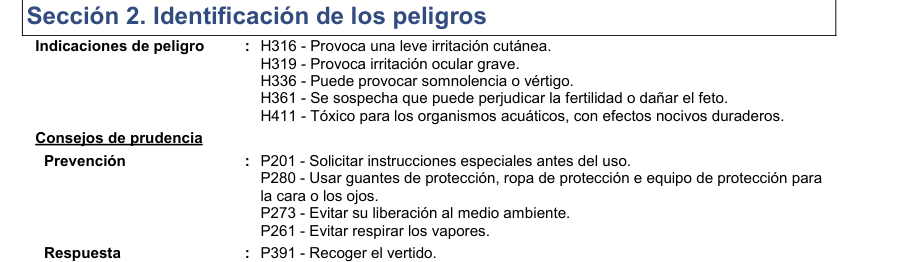 Sección 2. Identificación de los peligros
Indicaciones de peligro : H316 - Provoca una leve irritación cutánea.
H319 - Provoca irritación ocular grave.
H336 - Puede provocar somnolencia o vértigo.
H361 - Se sospecha que puede perjudicar la fertilidad o dañar el feto.
H411 - Tóxico para los organismos acuáticos, con efectos nocivos duraderos.
Consejos de prudencia
Prevención : P201 - Solicitar instrucciones especiales antes del uso.
P280 - Usar guantes de protección, ropa de protección e equipo de protección para
la cara o los ojos.
P273 - Evitar su liberación al medio ambiente.
P261 - Evitar respirar los vapores.
Respuesta : P391 - Recoger el vertido.